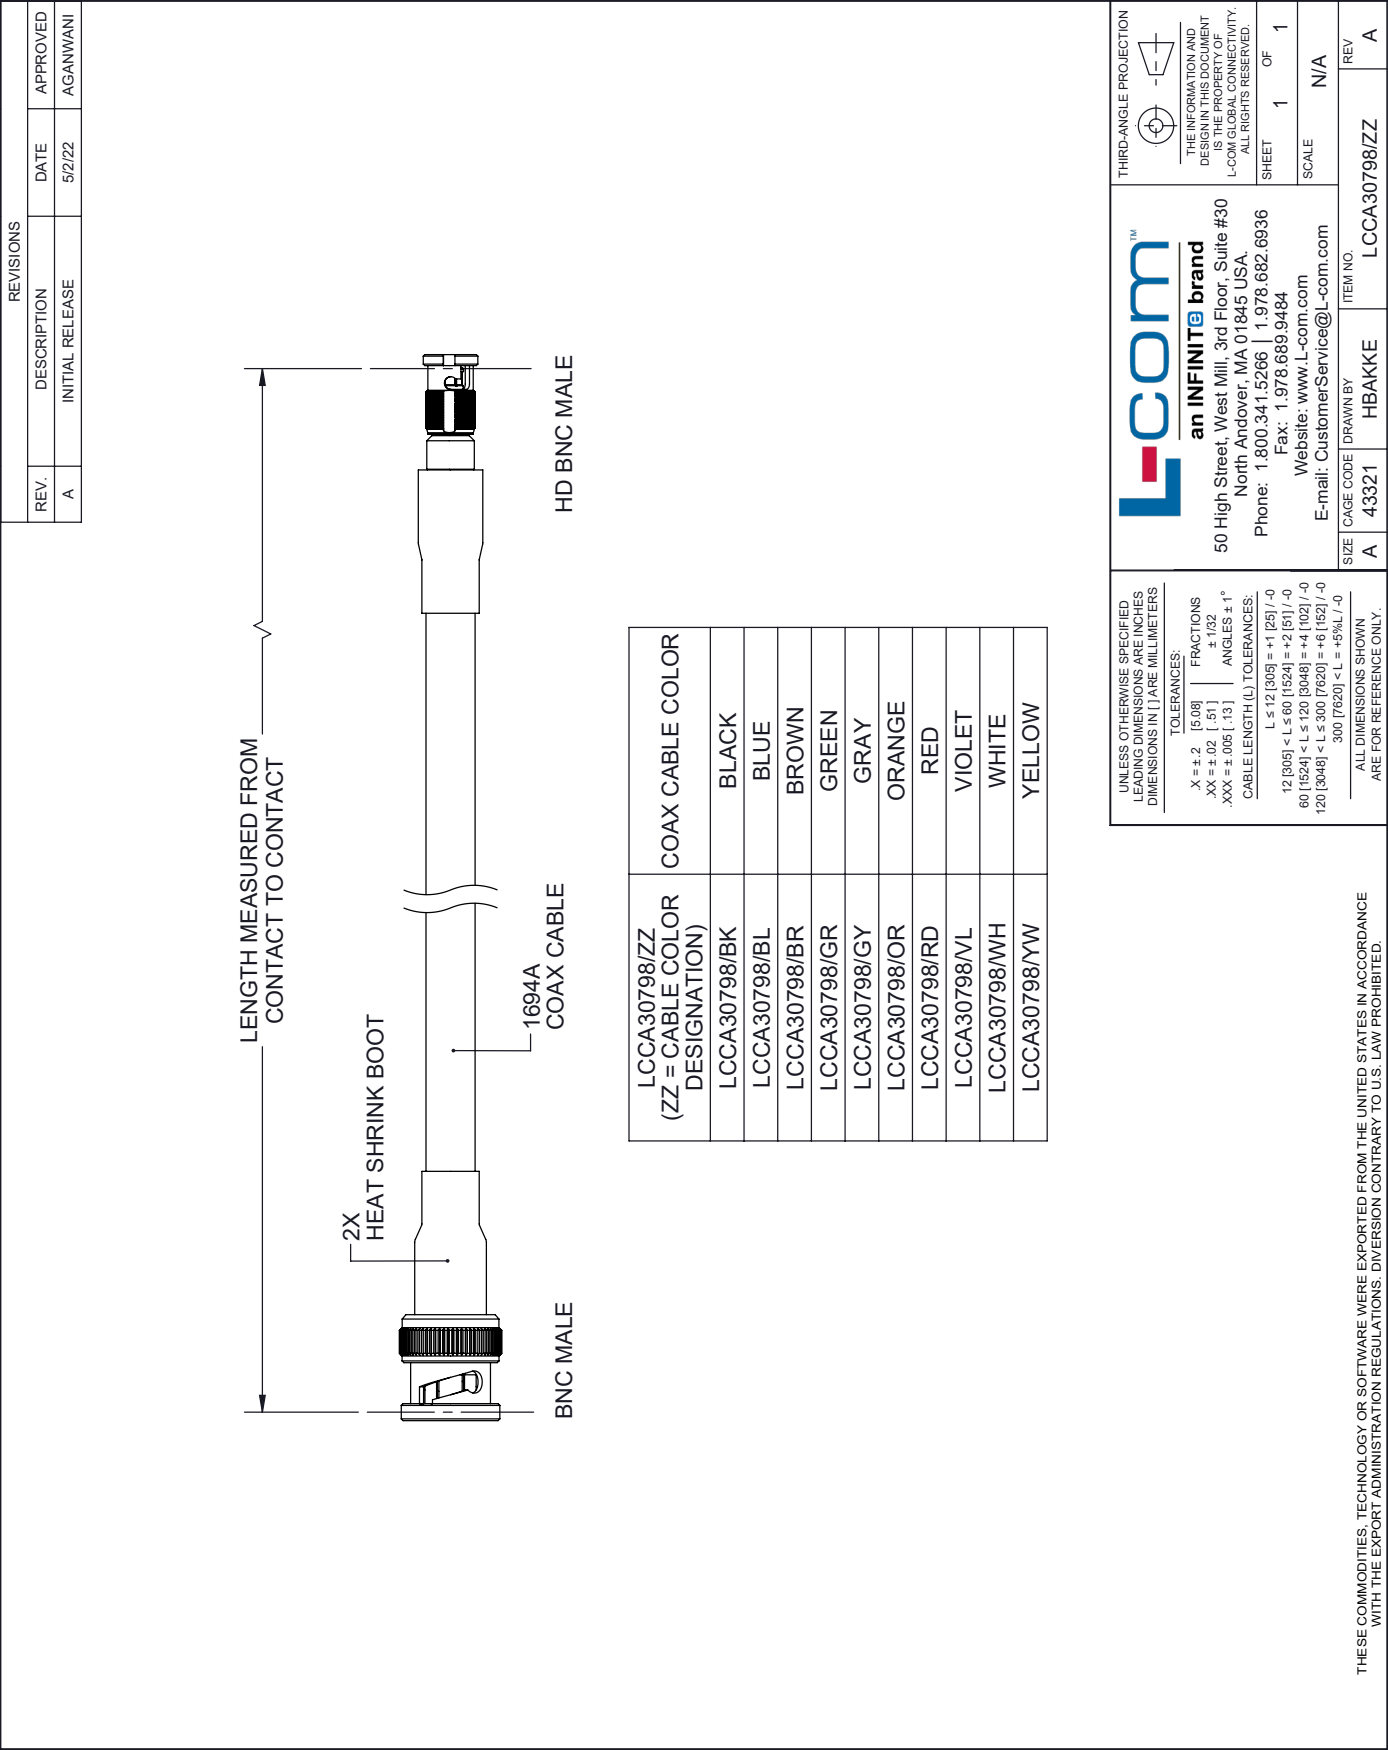 REVISIONS
REV. DESCRIPTION DATE APPROVED
A INITIAL RELEASE 5/2/22 AGANWANI
LENGTH MEASURED FROM
CONTACT TO CONTACT
2X
HEAT SHRINK BOOT
1694A
COAX CABLE
BNC MALE
HD BNC MALE
LCCA30798/ZZ
(ZZ = CABLE COLOR
DESIGNATION)
COAX CABLE COLOR
LCCA30798/BK BLACK
LCCA30798/BL BLUE
LCCA30798/BR BROWN
LCCA30798/GR GREEN
LCCA30798/GY GRAY
LCCA30798/OR ORANGE
LCCA30798/RD RED
LCCA30798/VL VIOLET
LCCA30798/WH WHITE
LCCA30798/YW YELLOW
UNLESS OTHERWISE SPECIFIED
LEADING DIMENSIONS ARE INCHES
DIMENSIONS IN [ ] ARE MILLIMETERS
TOLERANCES:
.X = ± .2 [5.08] FRACTIONS
.XX = ± .02 [ .51 ] ± 1/32
.XXX = ± .005 [ .13 ] ANGLES ± 1°
CABLE LENGTH (L) TOLERANCES:
L ≤ 12 [305] = +1 [25] / -0
12 [305] < L ≤ 60 [1524] = +2 [51] / -0
60 [1524] < L ≤ 120 [3048] = +4 [102] / -0
120 [3048] < L ≤ 300 [7620] = +6 [152] / -0
300 [7620] < L = +5%L / -0
ALL DIMENSIONS SHOWN
ARE FOR REFERENCE ONLY.
L-com™
an INFINITe brand
50 High Street, West Mill, 3rd Floor, Suite #30
North Andover, MA 01845 USA.
Phone: 1.800.341.5266 | 1.978.682.6936
Fax: 1.978.689.9484
Website: www.L-com.com
E-mail: CustomerService@L-com.com
THIRD-ANGLE PROJECTION
THE INFORMATION AND
DESIGN IN THIS DOCUMENT
IS THE PROPERTY OF
L-COM GLOBAL CONNECTIVITY.
ALL RIGHTS RESERVED.
SHEET 1 OF 1
SCALE N/A
SIZE CAGE CODE DRAWN BY ITEM NO. REV
A 43321 HBAKKE LCCA30798/ZZ A
THESE COMMODITIES, TECHNOLOGY OR SOFTWARE WERE EXPORTED FROM THE UNITED STATES IN ACCORDANCE
WITH THE EXPORT ADMINISTRATION REGULATIONS. DIVERSION CONTRARY TO U.S. LAW PROHIBITED.